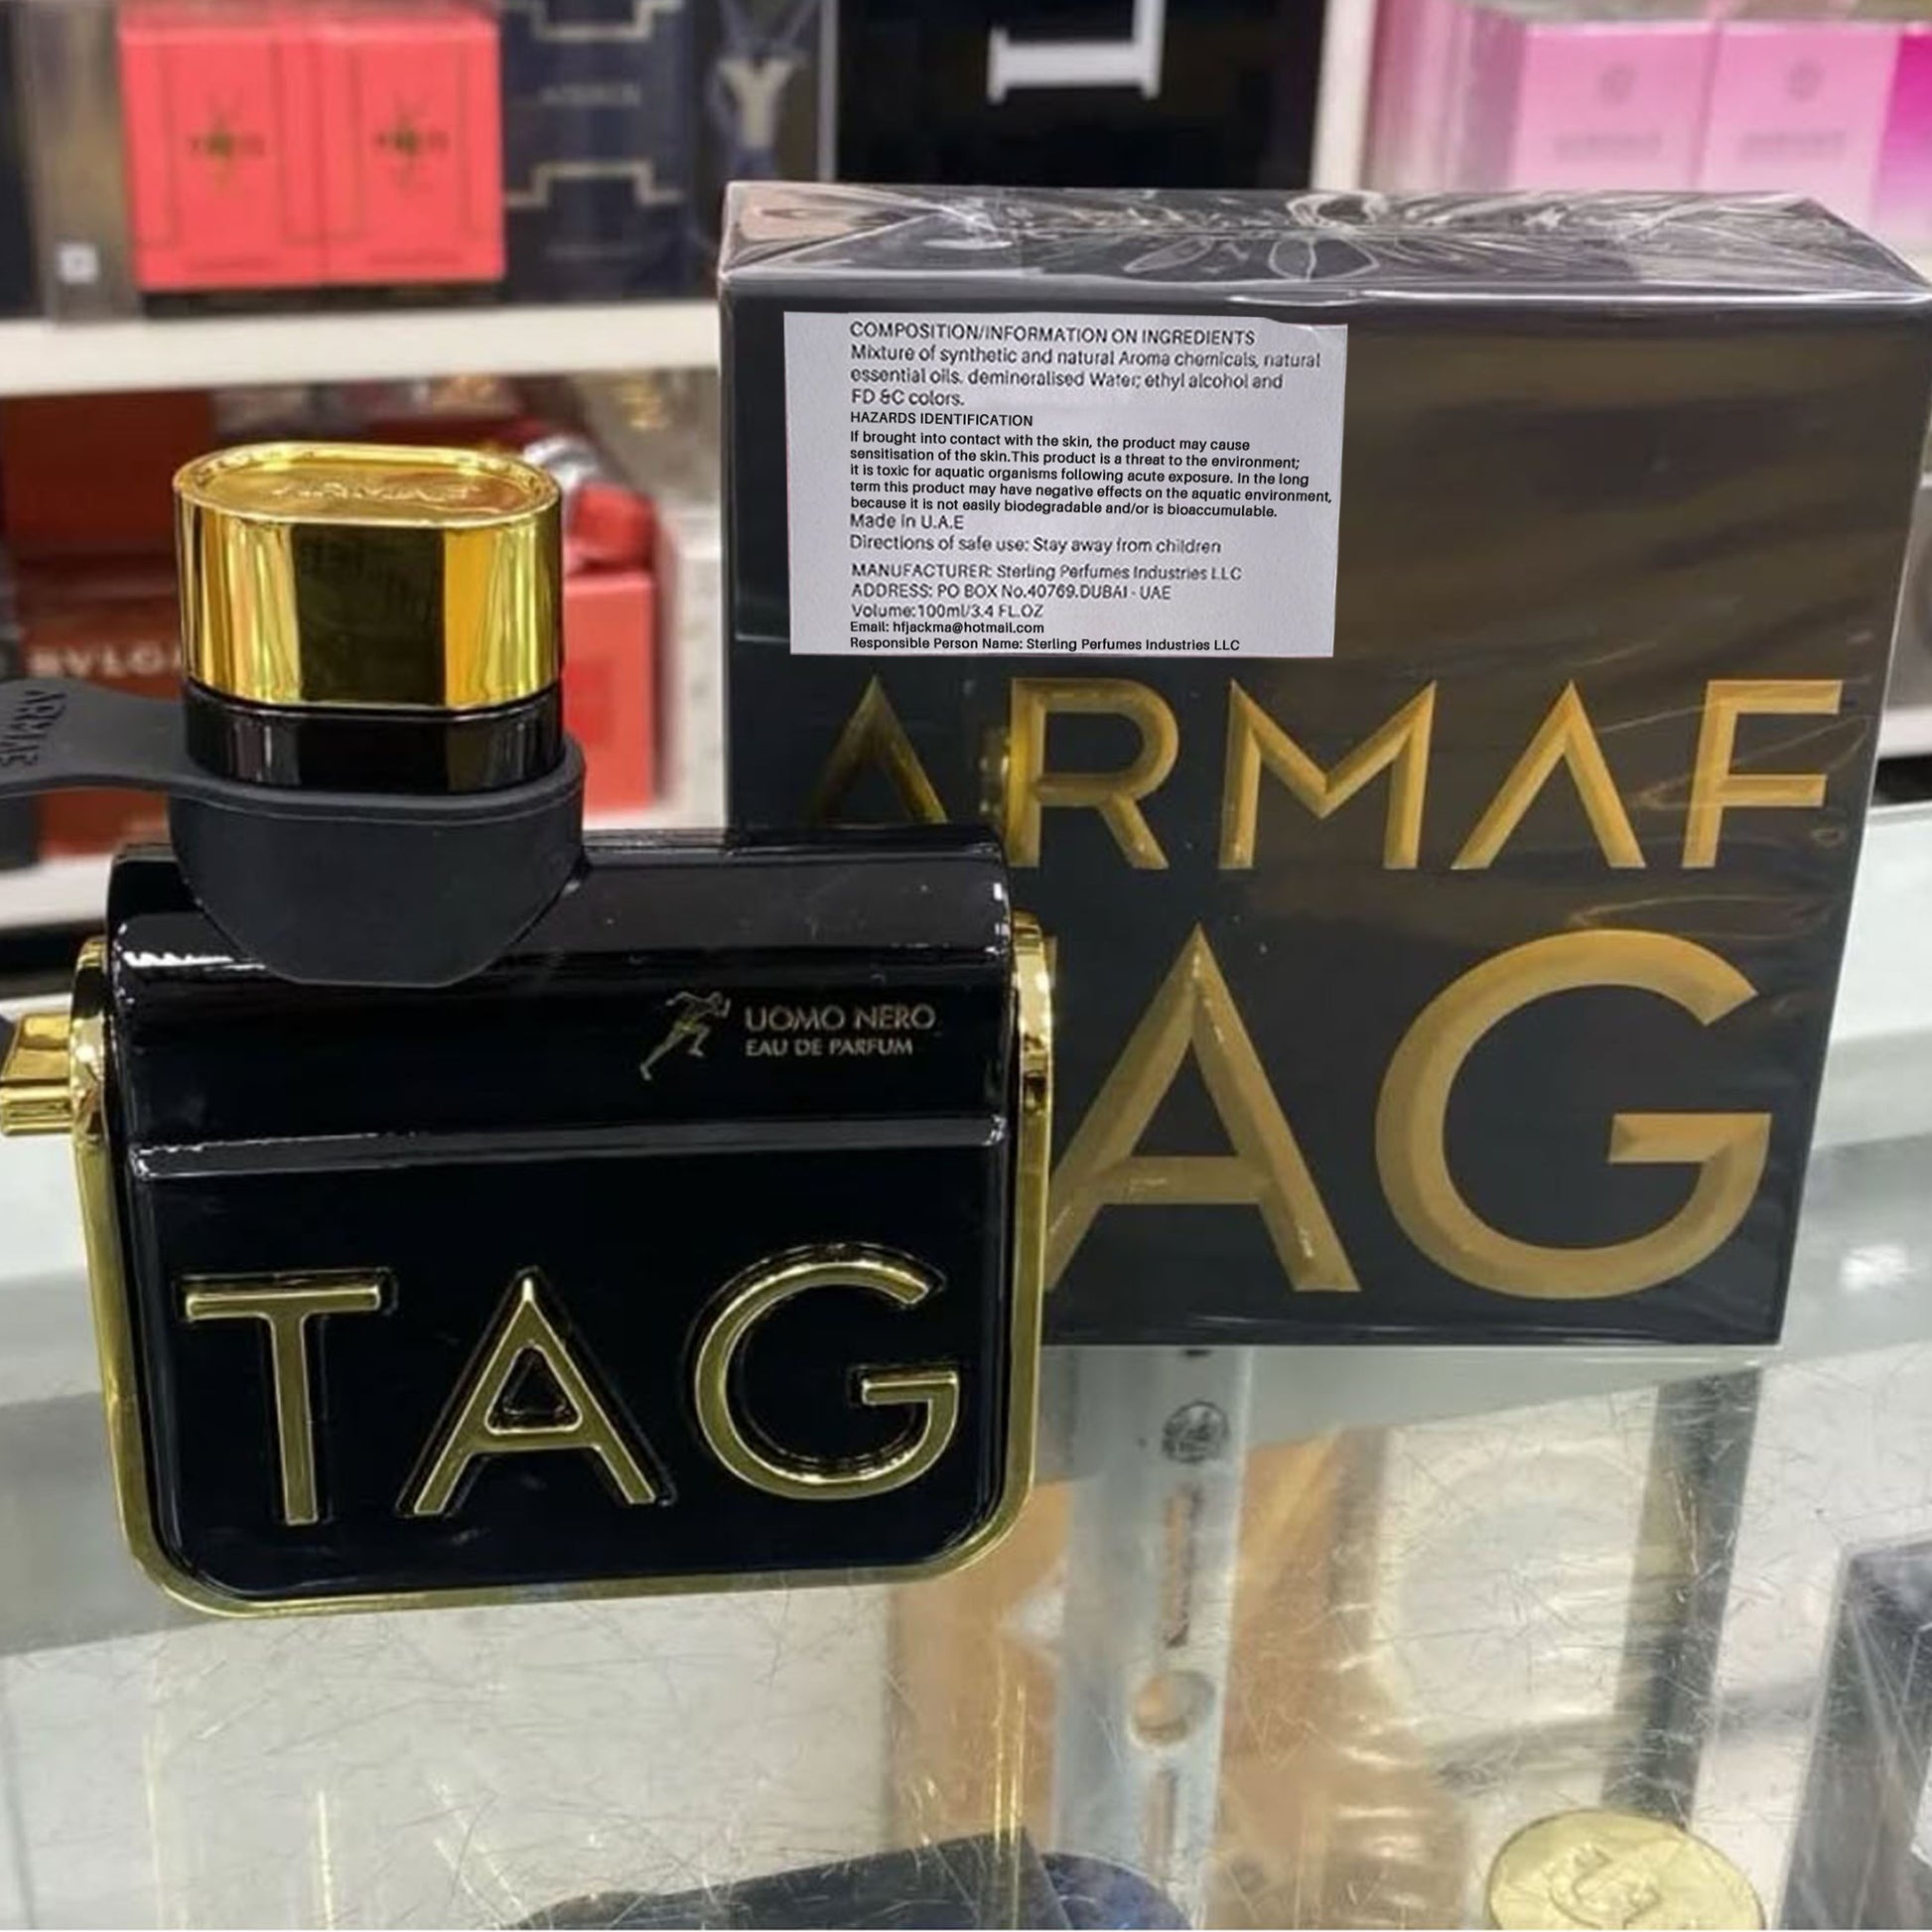 COMPOSITION/INFORMATION ON INGREDIENTS
Mixture of synthetic and natural Aroma chemicals, natural
essential oils. demineralised Water; ethyl alcohol and
FD &C colors.
HAZARDS IDENTIFICATION
If brought into contact with the skin, the product may cause
sensitisation of the skin.This product is a threat to the environment;
it is toxic for aquatic organisms following acute exposure. In the long
term this product may have negative effects on the aquatic environment,
because it is not easily biodegradable and/or is bioaccumulable.
Made in U.A.E
Directions of safe use: Stay away from children
MANUFACTURER: Sterling Perfumes Industries LLC
ADDRESS: PO BOX No.40769.DUBAI - UAE
Volume:100ml/3.4 FL.OZ
Email: hfjackma@hotmail.com
Responsible Person Name: Sterling Perfumes Industries LLC
ARMAF
AG
ARMAF
ARMAF
UOMO NERO
EAU DE PARFUM
TAG
BVLGA
Y